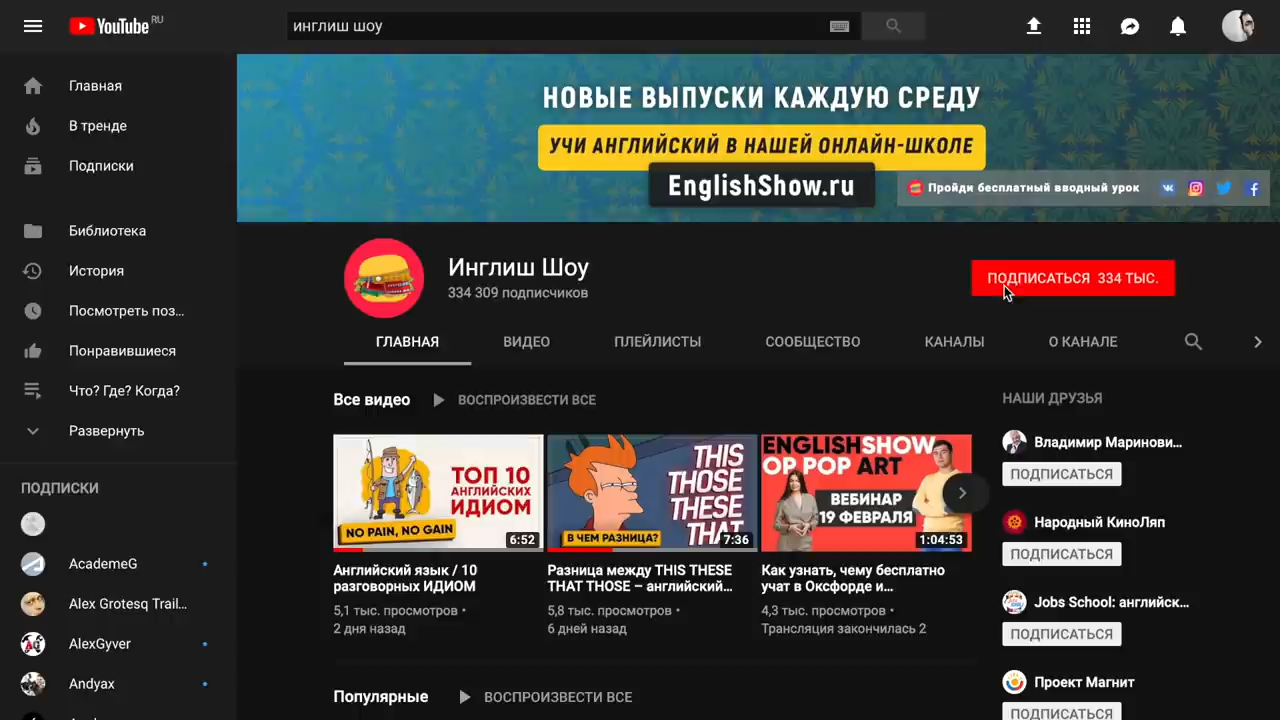 YouTube RU
инглиш шоу
Главная
В тренде
Подписки
Библиотека
История
Посмотреть поз...
Понравившиеся
Что? Где? Когда?
Развернуть
ПОДПИСКИ
AcademeG
Alex Grotesq Trail...
AlexGyver
Andyax
НОВЫЕ ВЫПУСКИ КАЖДУЮ СРЕДУ
УЧИ АНГЛИЙСКИЙ В НАШЕЙ ОНЛАЙН-ШКОЛЕ
EnglishShow.ru
Пройди бесплатный вводный урок
Инглиш Шоу
334 309 подписчиков
ПОДПИСАТЬСЯ 334 ТЫС.
ГЛАВНАЯ ВИДЕО ПЛЕЙЛИСТЫ СООБЩЕСТВО КАНАЛЫ О КАНАЛЕ
Все видео ВОСПРОИЗВЕСТИ ВСЕ
ТОП 10
АНГЛИЙСКИХ
ИДИОМ
NO PAIN, NO GAIN
6:52
Английский язык / 10
разговорных ИДИОМ
5,1 тыс. просмотров •
2 дня назад
THIS
THOSE
THESE
THAT
В ЧЕМ РАЗНИЦА?
7:36
Разница между THIS THESE
THAT THOSE – английский...
5,8 тыс. просмотров •
6 дней назад
ENGLISHSHOW
OP POP ART
ВЕБИНАР
19 ФЕВРАЛЯ
1:04:53
Как узнать, чему бесплатно
учат в Оксфорде и...
4,3 тыс. просмотров •
Трансляция закончилась 2
Популярные ВОСПРОИЗВЕСТИ ВСЕ
НАШИ ДРУЗЬЯ
Владимир Маринови...
ПОДПИСАТЬСЯ
Народный КиноЛяп
ПОДПИСАТЬСЯ
Jobs School: английск...
ПОДПИСАТЬСЯ
Проект Магнит
ПОДПИСАТЬСЯ